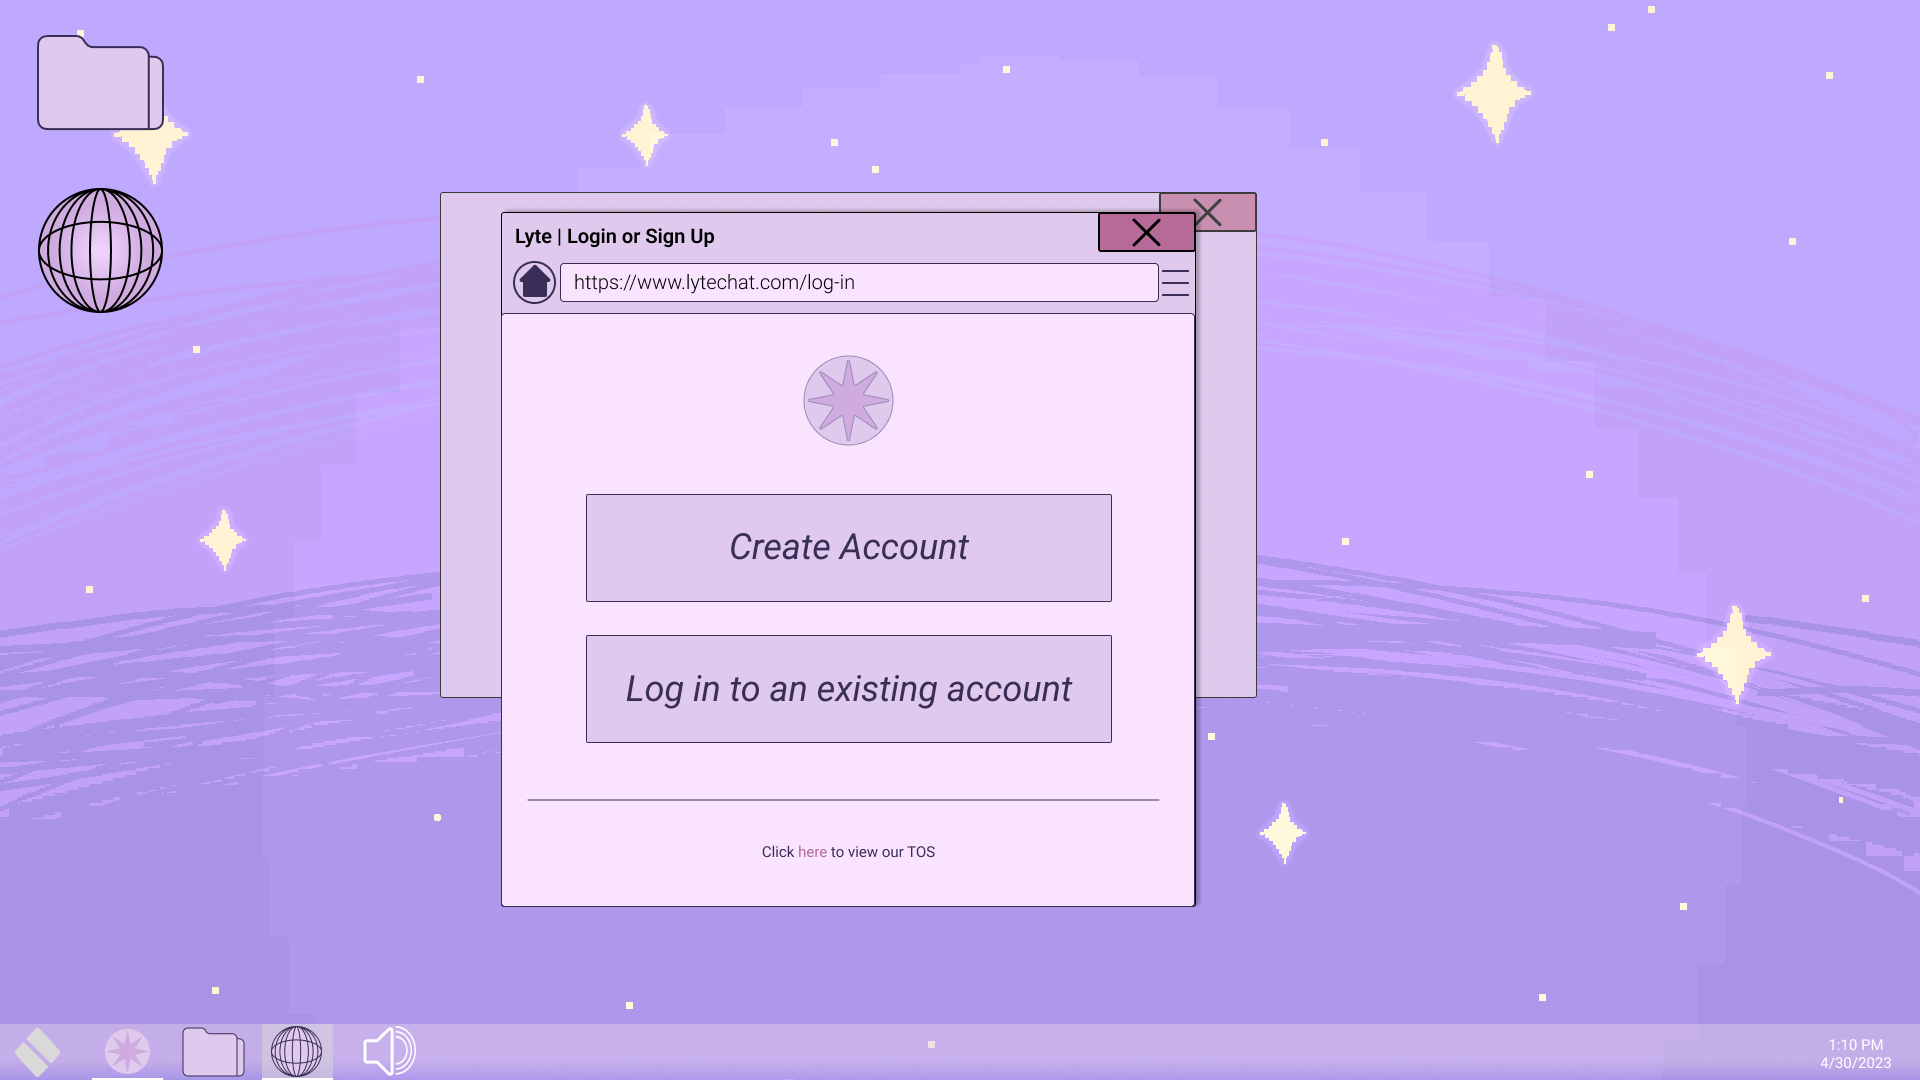 Lyte | Login or Sign Up
https://www.lytechat.com/log-in
Create Account
Log in to an existing account
Click here to view our TOS
1:10 PM
4/30/2023